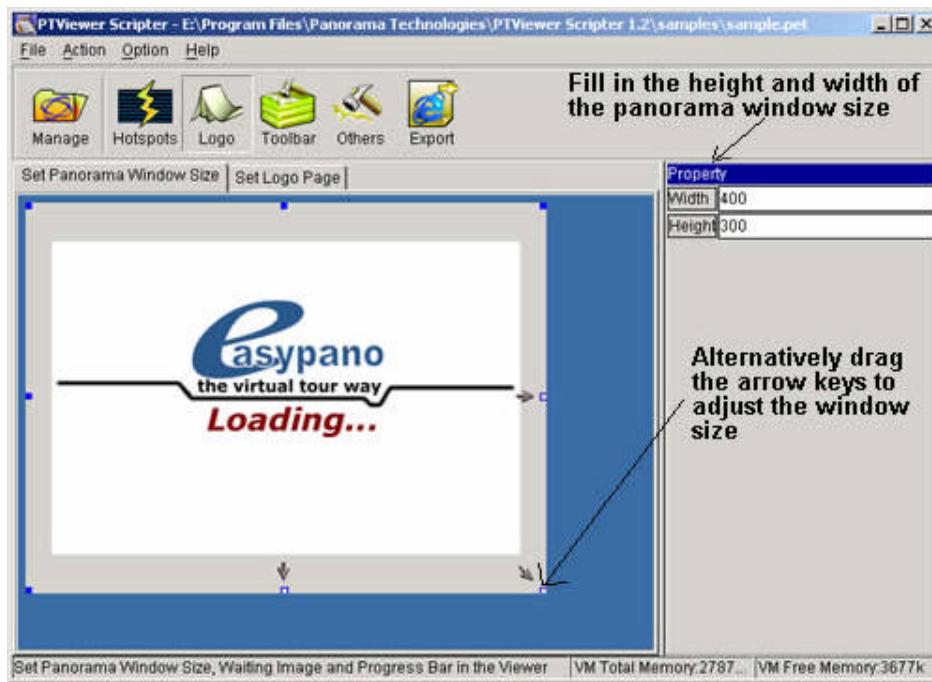 PTViewer Scripter - E:\Program Files\Panorama Technologies\PTViewer Scripter 1.2\samples\sample.pet
File Action Option Help
Manage Hotspots Logo Toolbar Others Export
Fill in the height and width of
the panorama window size
Set Panorama Window Size Set Logo Page
Property
Width 400
Height 300
easypano
the virtual tour way
Loading...
Alternatively drag
the arrow keys to
adjust the window
size
Set Panorama Window Size, Waiting Image and Progress Bar in the Viewer VM Total Memory:2787... VM Free Memory:3677k